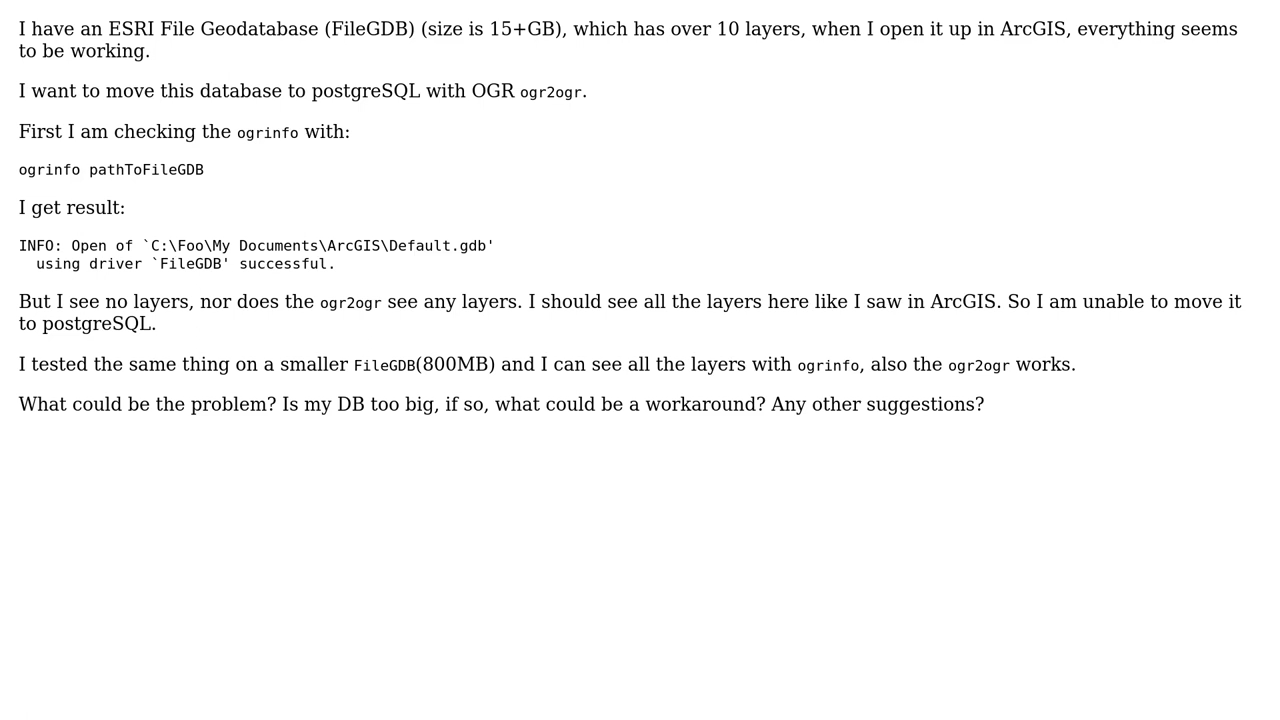 I have an ESRI File Geodatabase (FileGDB) (size is 15+GB), which has over 10 layers, when I open it up in ArcGIS, everything seems
to be working.
I want to move this database to postgreSQL with OGR ogr2ogr.
First I am checking the ogrinfo with:
ogrinfo pathToFileGDB
I get result:
INFO: Open of `C:\Foo\My Documents\ArcGIS\Default.gdb'
  using driver `FileGDB' successful.
But I see no layers, nor does the ogr2ogr see any layers. I should see all the layers here like I saw in ArcGIS. So I am unable to move it
to postgreSQL.
I tested the same thing on a smaller FileGDB(800MB) and I can see all the layers with ogrinfo, also the ogr2ogr works.
What could be the problem? Is my DB too big, if so, what could be a workaround? Any other suggestions?